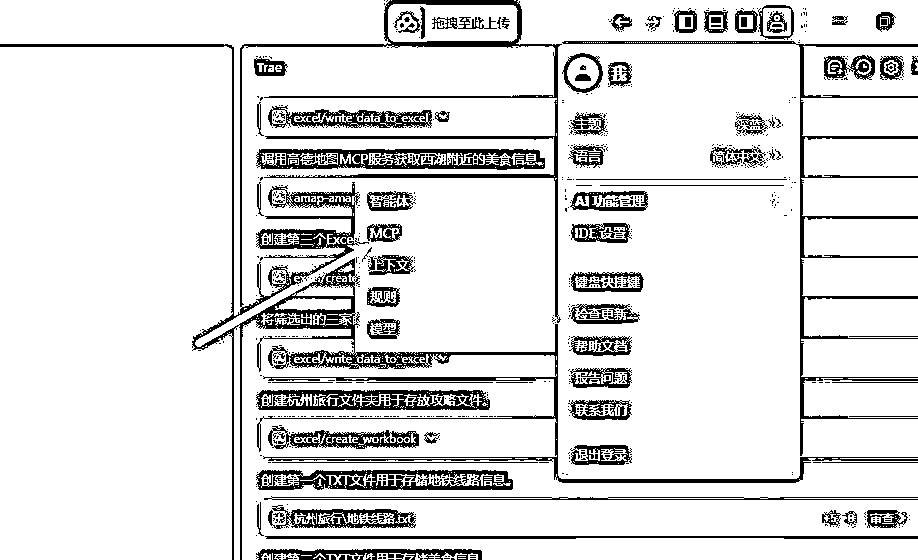 拖拽至此上传
Trae
我
excel/write_data_to_excel
主题
调用高德地图MCP服务获取西湖附近的美食信息。
语言
简体中文
amap-amap
智能体
AI 功能管理
创建第二个Exce
MCP
IDE 设置
excel/create
上下文
键盘快捷键
将筛选出的三家
规则
检查更新...
模型
帮助文档
excel/write_data_to_excel
报告问题
创建杭州旅行文件夹用于存放攻略文件。
联系我们
excel/create_workbook
退出登录
创建第一个TXT文件用于存储地铁线路信息。
杭州旅行\地铁线路.txt
审查
创建第二个TXT文件用于存储美食信息